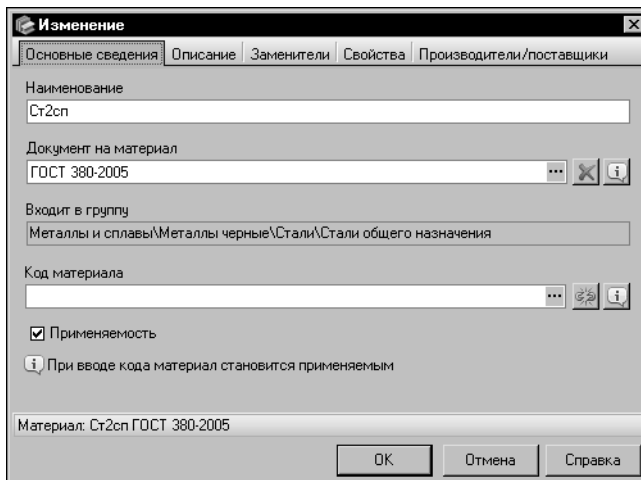 Изменение
Основные сведения Описание Заменители Свойства Производители/поставщики
Наименование
Ст2сп
Документ на материал
ГОСТ 380-2005
Входит в группу
Металлы и сплавы\Металлы черные\Стали\Стали общего назначения
Код материала
Применяемость
При вводе кода материал становится применяемым
Материал: Ст2сп ГОСТ 380-2005
OK Отмена Справка